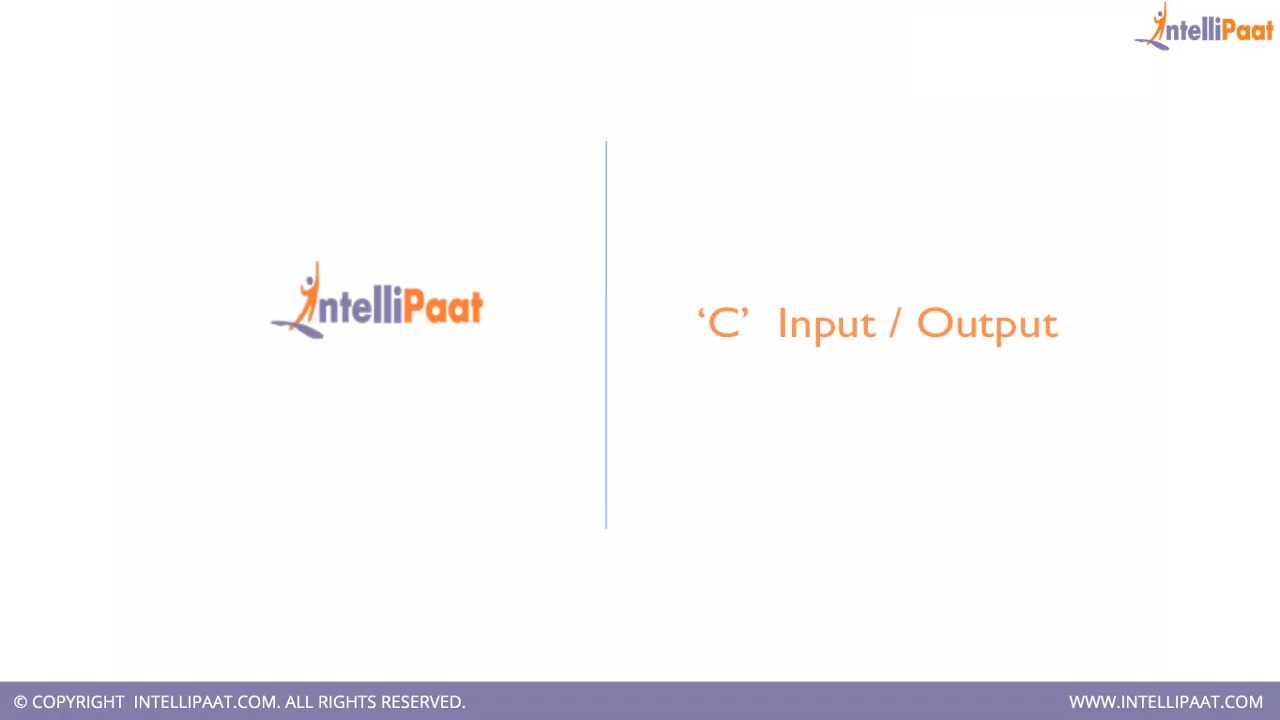 IntelliPaat
IntelliPaat
‘C’ Input / Output
© COPYRIGHT INTELLIPAAT.COM. ALL RIGHTS RESERVED.
WWW.INTELLIPAAT.COM